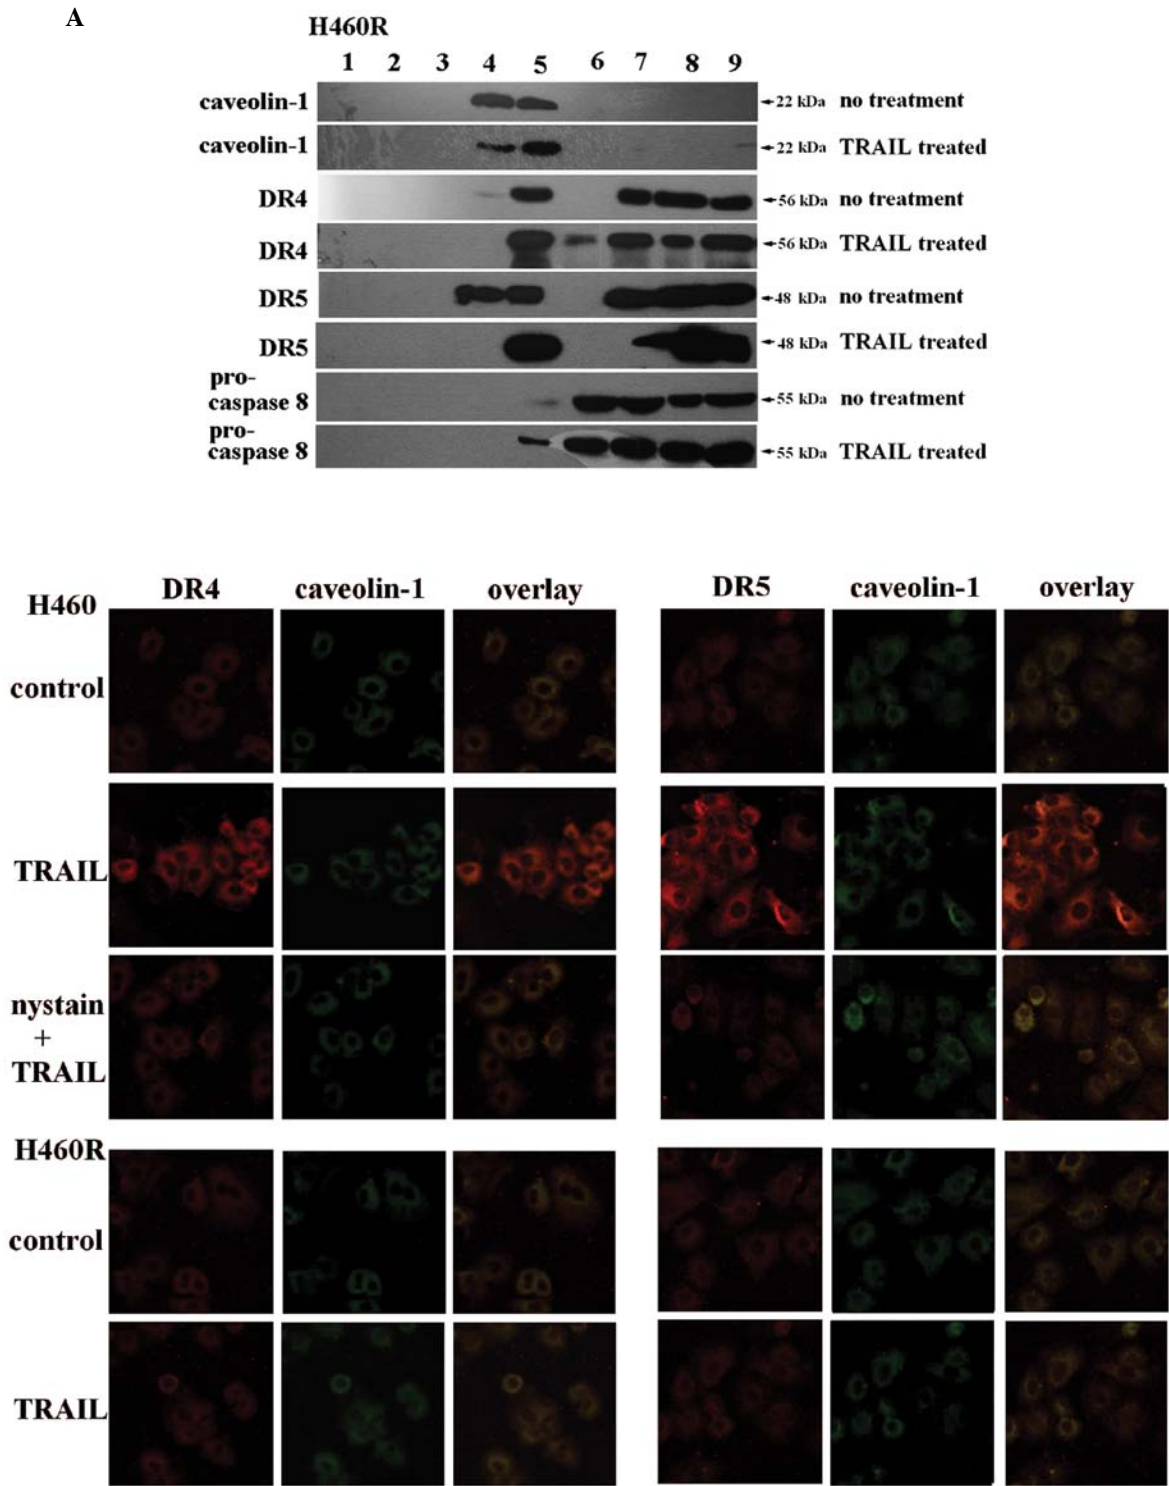 A
H460R
1 2 3 4 5 6 7 8 9
caveolin-1 22 kDa no treatment
caveolin-1 22 kDa TRAIL treated
DR4 56 kDa no treatment
DR4 56 kDa TRAIL treated
DR5 48 kDa no treatment
DR5 48 kDa TRAIL treated
pro-
caspase 8 55 kDa no treatment
pro-
caspase 8 55 kDa TRAIL treated
DR4 caveolin-1 overlay DR5 caveolin-1 overlay
H460
control
TRAIL
nystain
+
TRAIL
H460R
control
TRAIL